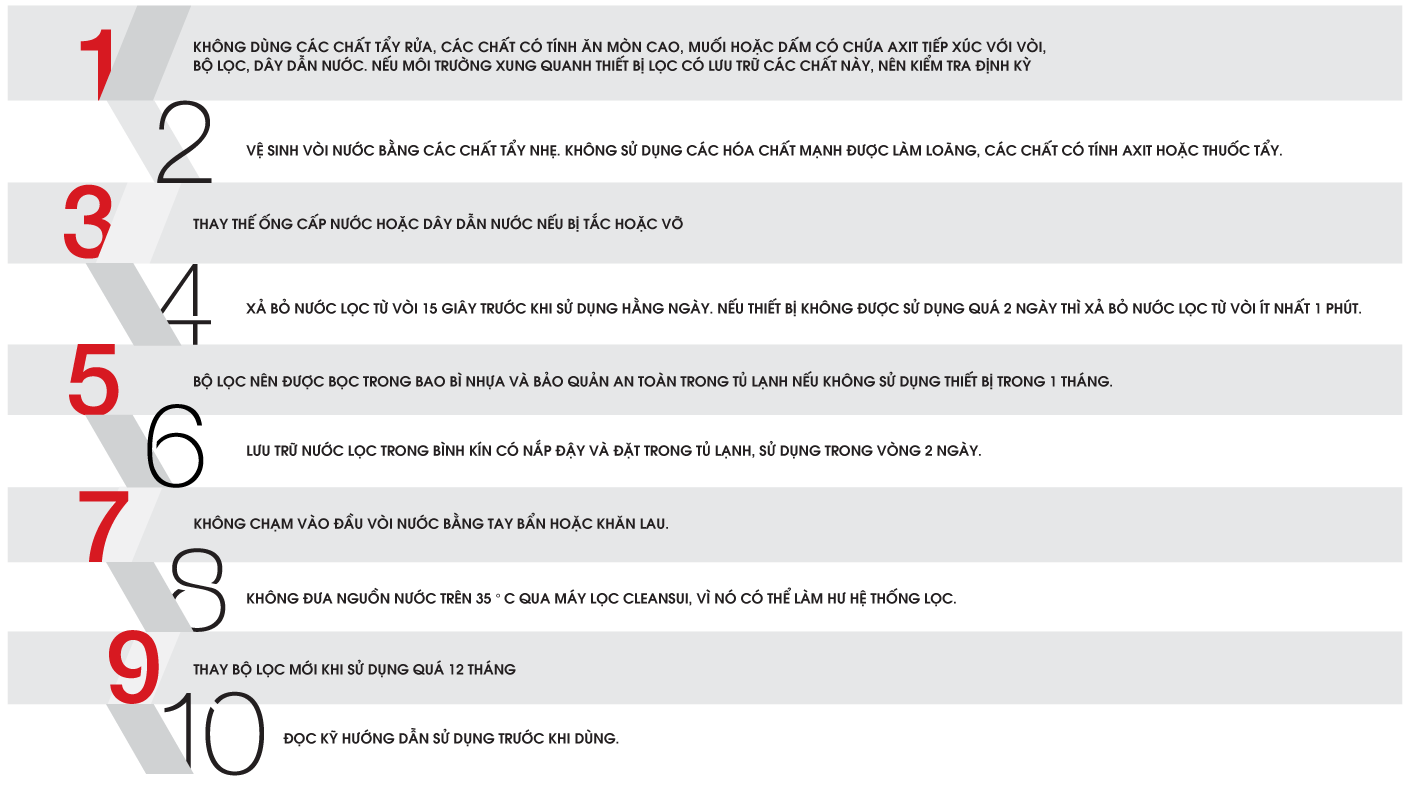 1
KHÔNG DÙNG CÁC CHẤT TẨY RỬA, CÁC CHẤT CÓ TÍNH ĂN MÒN CAO, MUỐI HOẶC DẤM CÓ CHỨA AXIT TIẾP XÚC VỚI VÒI,
BỘ LỌC, DÂY DẪN NƯỚC. NẾU MÔI TRƯỜNG XUNG QUANH THIẾT BỊ LỌC CÓ LƯU TRỮ CÁC CHẤT NÀY, NÊN KIỂM TRA ĐỊNH KỲ
2
VỆ SINH VÒI NƯỚC BẰNG CÁC CHẤT TẨY NHẸ. KHÔNG SỬ DỤNG CÁC HÓA CHẤT MẠNH ĐƯỢC LÀM LOÃNG, CÁC CHẤT CÓ TÍNH AXIT HOẶC THUỐC TẨY.
3
THAY THẾ ỐNG CẤP NƯỚC HOẶC DÂY DẪN NƯỚC NẾU BỊ TẮC HOẶC VỠ
4
XẢ BỎ NƯỚC LỌC TỪ VÒI 15 GIÂY TRƯỚC KHI SỬ DỤNG HẰNG NGÀY. NẾU THIẾT BỊ KHÔNG ĐƯỢC SỬ DỤNG QUÁ 2 NGÀY THÌ XẢ BỎ NƯỚC LỌC TỪ VÒI ÍT NHẤT 1 PHÚT.
5
BỘ LỌC NÊN ĐƯỢC BỌC TRONG BAO BÌ NHỰA VÀ BẢO QUẢN AN TOÀN TRONG TỦ LẠNH NẾU KHÔNG SỬ DỤNG THIẾT BỊ TRONG 1 THÁNG.
6
LƯU TRỮ NƯỚC LỌC TRONG BÌNH KÍN CÓ NẮP ĐẬY VÀ ĐẶT TRONG TỦ LẠNH, SỬ DỤNG TRONG VÒNG 2 NGÀY.
7
KHÔNG CHẠM VÀO ĐẦU VÒI NƯỚC BẰNG TAY BẨN HOẶC KHĂN LAU.
8
KHÔNG ĐƯA NGUỒN NƯỚC TRÊN 35 ° C QUA MÁY LỌC CLEANSUI, VÌ NÓ CÓ THỂ LÀM HƯ HỆ THỐNG LỌC.
9
THAY BỘ LỌC MỚI KHI SỬ DỤNG QUÁ 12 THÁNG
10
ĐỌC KỸ HƯỚNG DẪN SỬ DỤNG TRƯỚC KHI DÙNG.